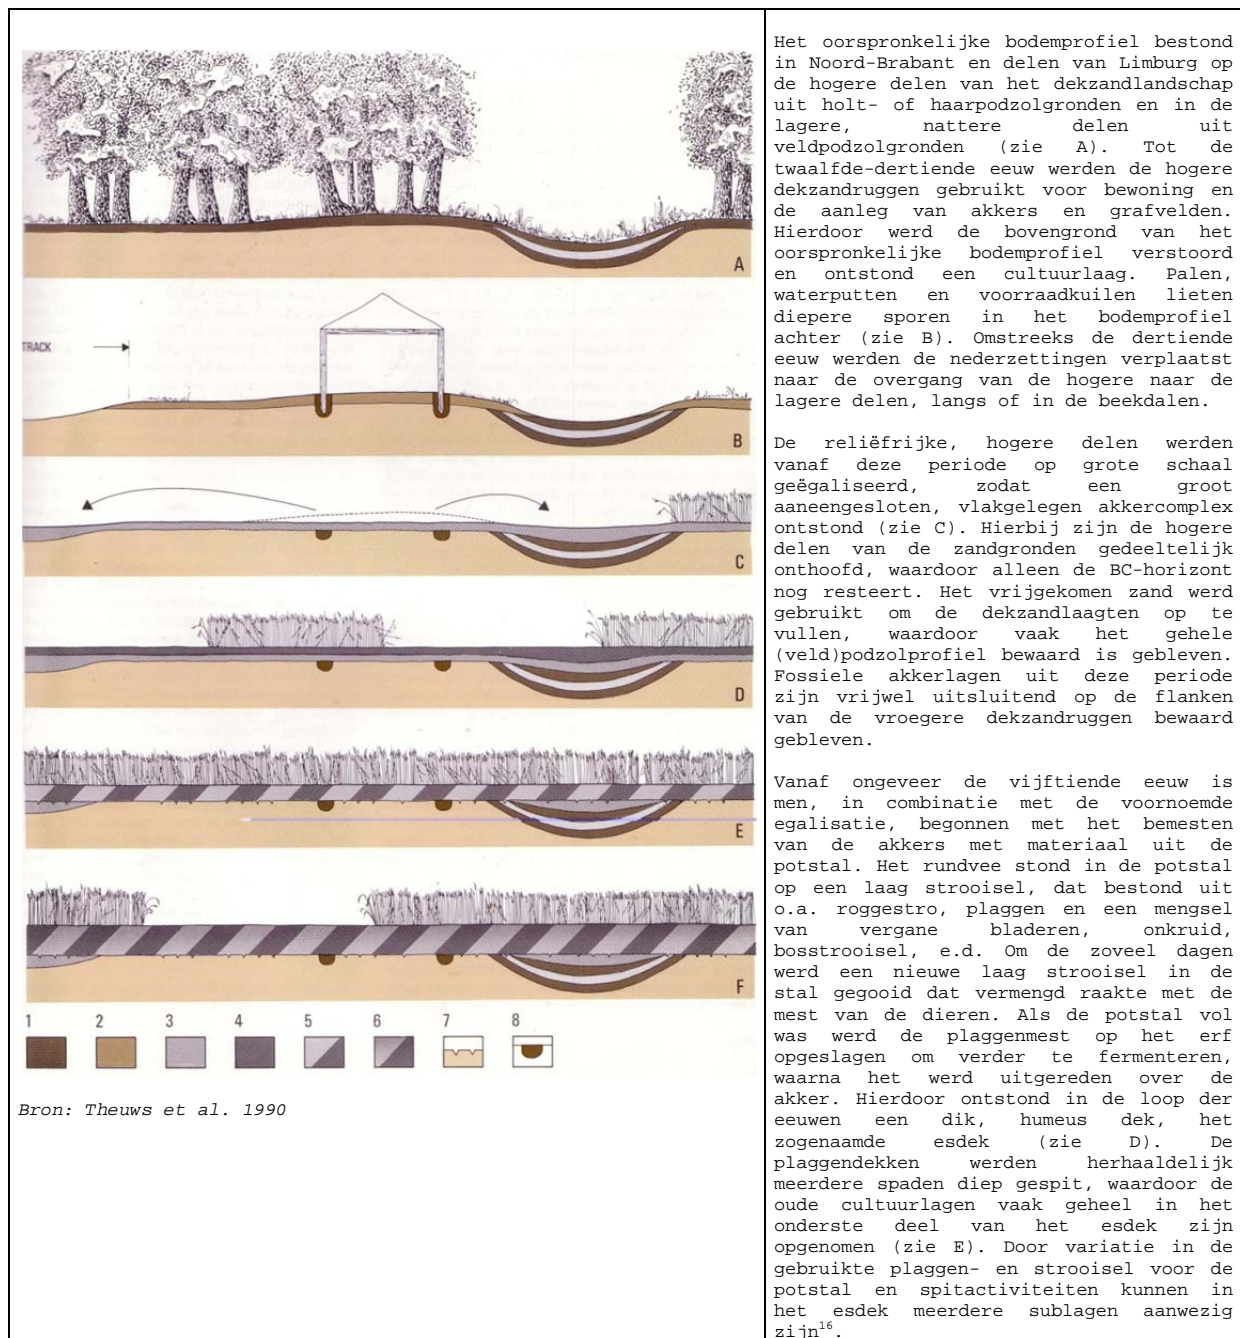 A
TRACK
B
C
D
E
F
1 2 3 4 5 6 7 8
Bron: Theuws et al. 1990
Het oorspronkelijke bodemprofiel bestond
in Noord-Brabant en delen van Limburg op
de hogere delen van het dekzandlandschap
uit holt- of haarpodzolgronden en in de
lagere, nattere delen uit
veldpodzolgronden (zie A). Tot de
twaalfde-dertiende eeuw werden de hogere
dekzandruggen gebruikt voor bewoning en
de aanleg van akkers en grafvelden.
Hierdoor werd de bovengrond van het
oorspronkelijke bodemprofiel verstoord
en ontstond een cultuurlaag. Palen,
waterputten en voorraadkuilen lieten
diepere sporen in het bodemprofiel
achter (zie B). Omstreeks de dertiende
eeuw werden de nederzettingen verplaatst
naar de overgang van de hogere naar de
lagere delen, langs of in de beekdalen.
De reliëfrijke, hogere delen werden
vanaf deze periode op grote schaal
geëgaliseerd, zodat een groot
aaneengesloten, vlakgelegen akkercomplex
ontstond (zie C). Hierbij zijn de hogere
delen van de zandgronden gedeeltelijk
onthoofd, waardoor alleen de BC-horizont
nog resteert. Het vrijgekomen zand werd
gebruikt om de dekzandlaagten op te
vullen, waardoor vaak het gehele
(veld)podzolprofiel bewaard is gebleven.
Fossiele akkerlagen uit deze periode
zijn vrijwel uitsluitend op de flanken
van de vroegere dekzandruggen bewaard
gebleven.
Vanaf ongeveer de vijftiende eeuw is
men, in combinatie met de voornoemde
egalisatie, begonnen met het bemesten
van de akkers met materiaal uit de
potstal. Het rundvee stond in de potstal
op een laag strooisel, dat bestond uit
o.a. roggestro, plaggen en een mengsel
van vergane bladeren, onkruid,
bosstrooisel, e.d. Om de zoveel dagen
werd een nieuwe laag strooisel in de
stal gegooid dat vermengd raakte met de
mest van de dieren. Als de potstal vol
was werd de plaggenmest op het erf
opgeslagen om verder te fermenteren,
waarna het werd uitgereden over de
akker. Hierdoor ontstond in de loop der
eeuwen een dik, humeus dek, het
zogenaamde esdek (zie D). De
plaggendekken werden herhaaldelijk
meerdere spaden diep gespit, waardoor de
oude cultuurlagen vaak geheel in het
onderste deel van het esdek zijn
opgenomen (zie E). Door variatie in de
gebruikte plaggen- en strooisel voor de
potstal en spitactiviteiten kunnen in
het esdek meerdere sublagen aanwezig
zijn16.